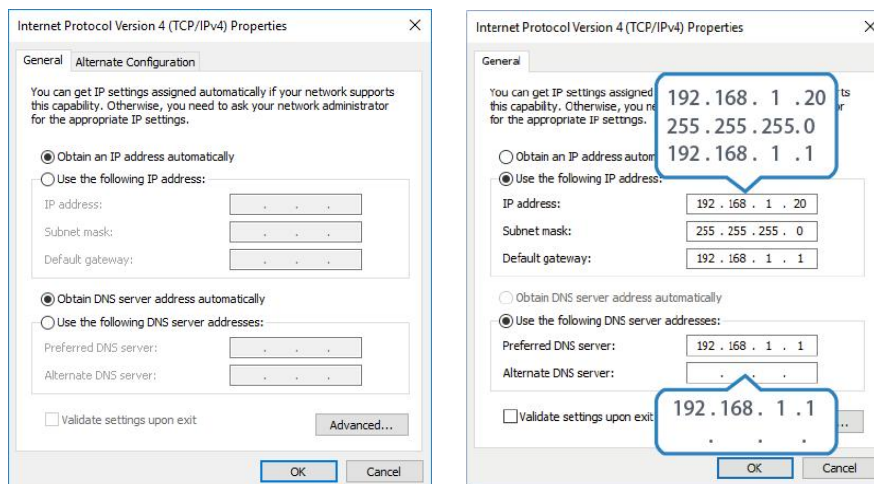 Internet Protocol Version 4 (TCP/IPv4) Properties
General
Alternate Configuration
You can get IP settings assigned automatically if your network supports
this capability. Otherwise, you need to ask your network administrator
for the appropriate IP settings.
Obtain an IP address automatically
Use the following IP address:
IP address: . . .
Subnet mask: . . .
Default gateway: . . .
Obtain DNS server address automatically
Use the following DNS server addresses:
Preferred DNS server: . . .
Alternate DNS server: . . .
Validate settings upon exit
Advanced...
OK
Cancel
Internet Protocol Version 4 (TCP/IPv4) Properties
General
You can get IP settings assigned
this capability. Otherwise, you
for the appropriate IP settings.
192.168. 1 .20
255.255.255.0
192.168. 1 .1
Obtain an IP address
Use the following IP address:
IP address: 192 . 168 . 1 . 20
Subnet mask: 255 . 255 . 255 . 0
Default gateway: 192 . 168 . 1 . 1
Obtain DNS server address automatically
Use the following DNS server addresses:
Preferred DNS server: 192 . 168 . 1 . 1
Alternate DNS server: . . .
Validate settings upon exit
192.168. 1 .1
. . .
OK
Cancel